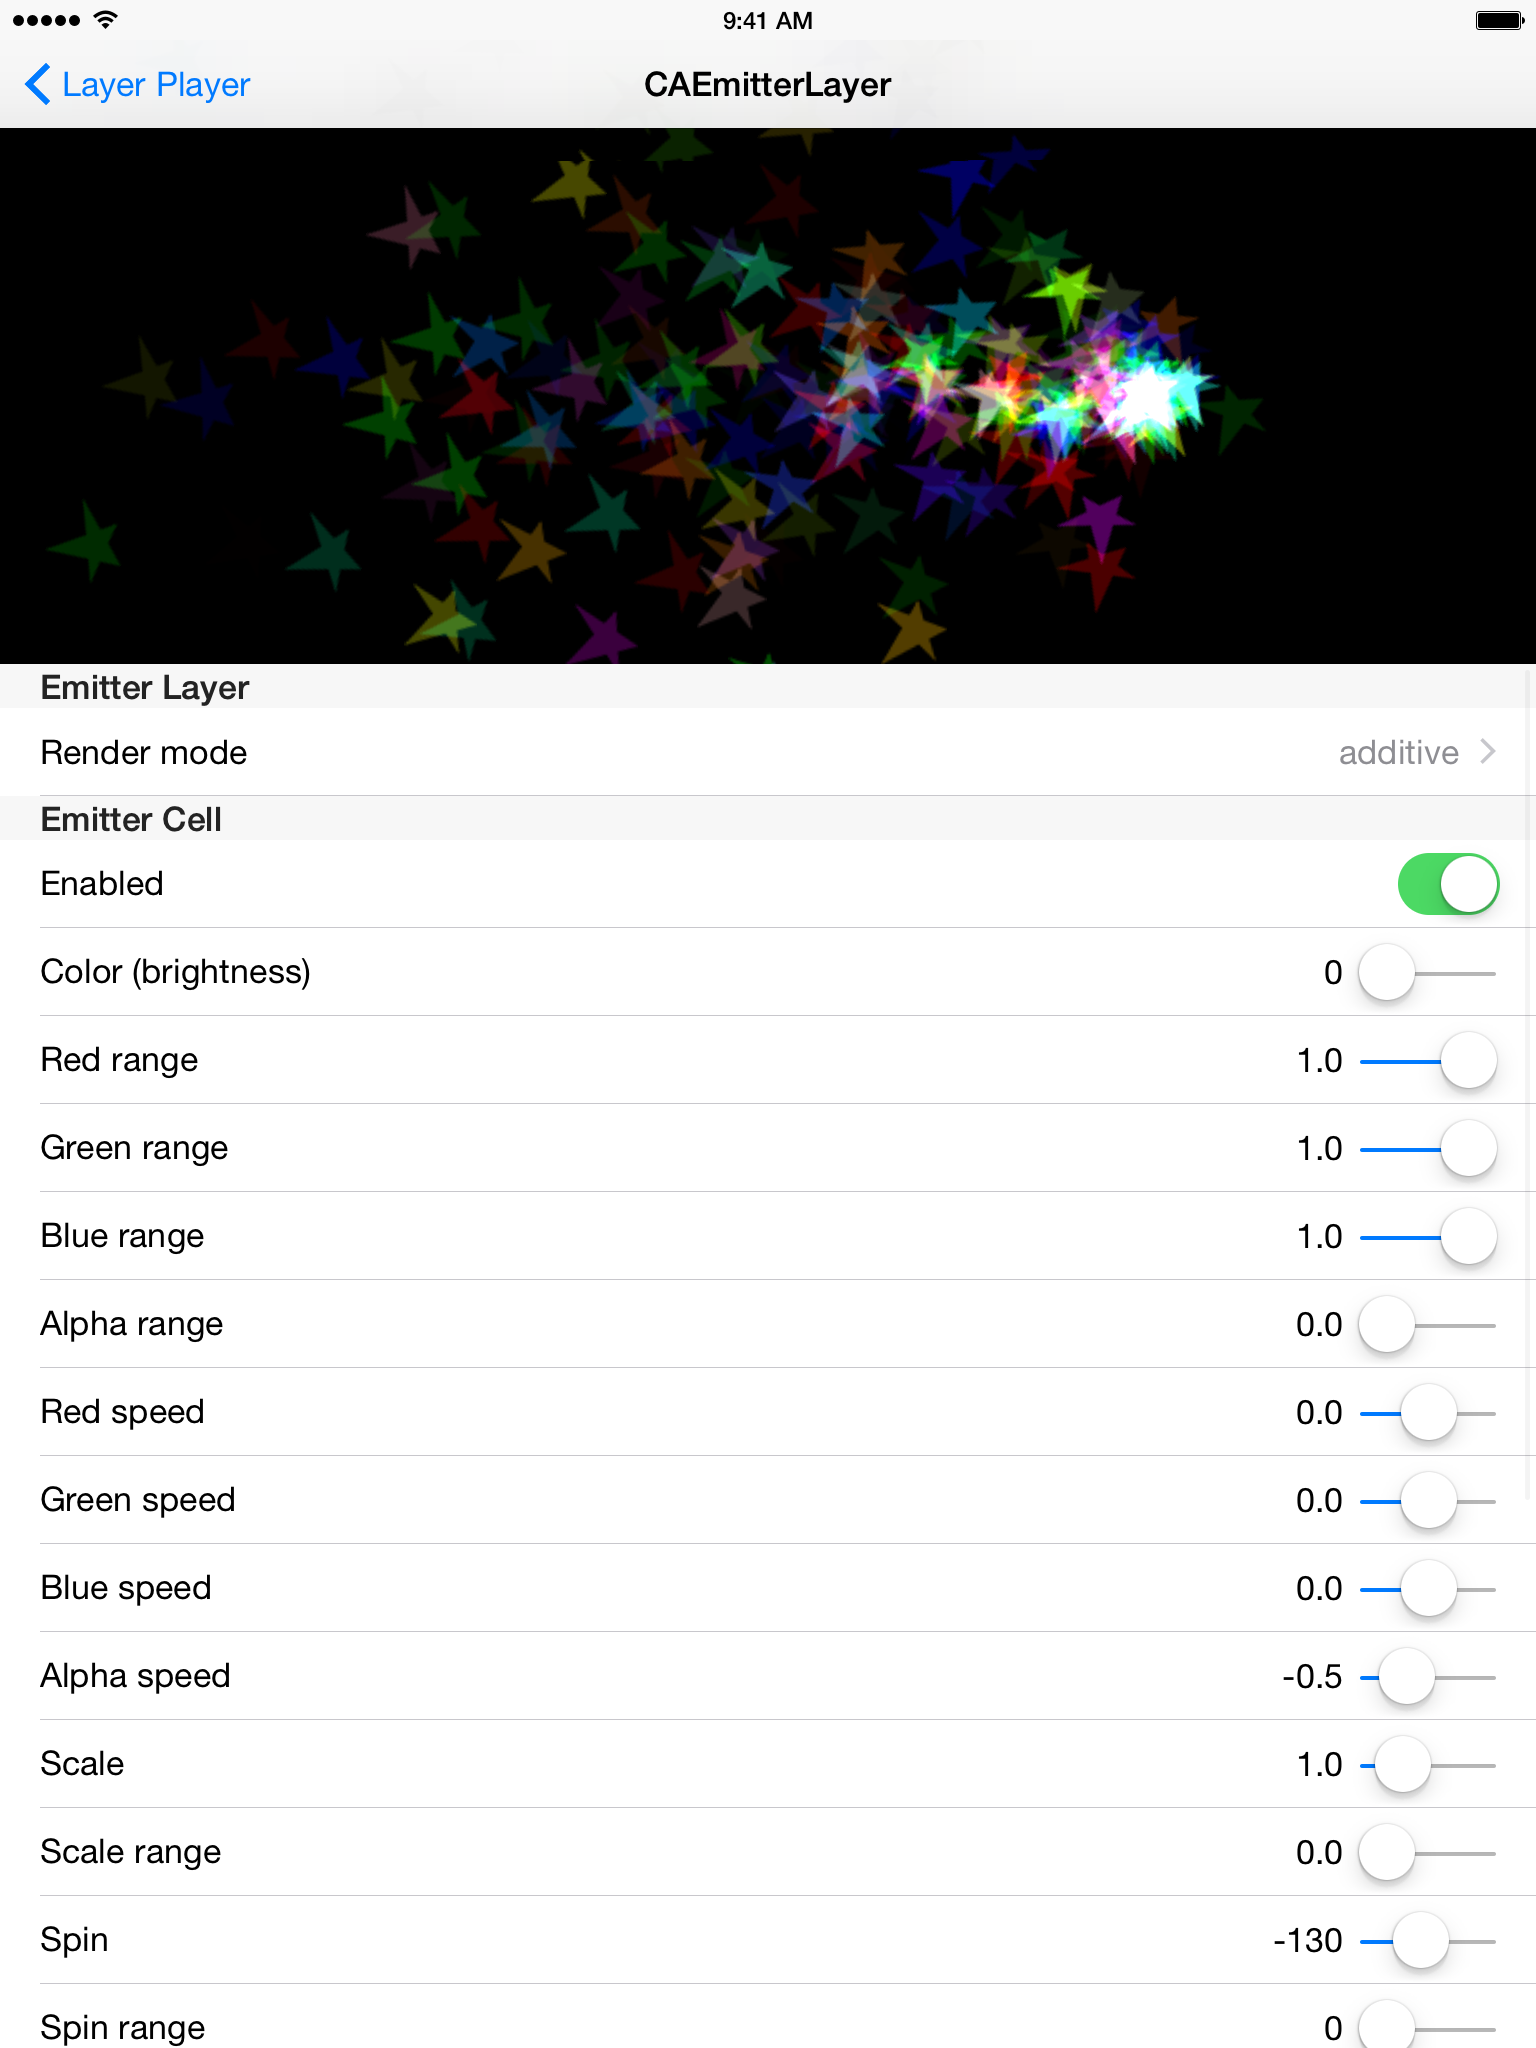 9:41 AM
Layer Player
CAEmitterLayer
Emitter Layer
Render mode additive
Emitter Cell
Enabled
Color (brightness) 0
Red range 1.0
Green range 1.0
Blue range 1.0
Alpha range 0.0
Red speed 0.0
Green speed 0.0
Blue speed 0.0
Alpha speed -0.5
Scale 1.0
Scale range 0.0
Spin -130
Spin range 0